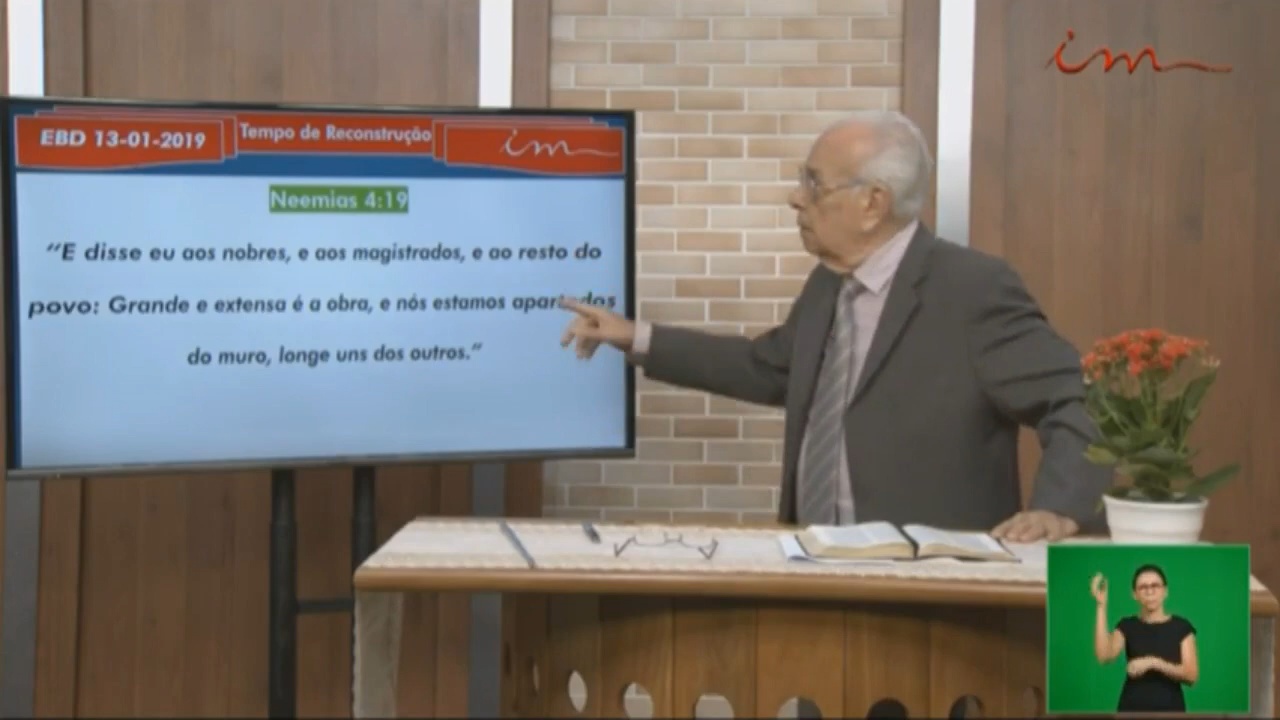 im
EBD 13-01-2019
Tempo de Reconstrução
im
Neemias 4:19
“E disse eu aos nobres, e aos magistrados, e ao resto do
povo: Grande e extensa é a obra, e nós estamos apartados
do muro, longe uns dos outros.”